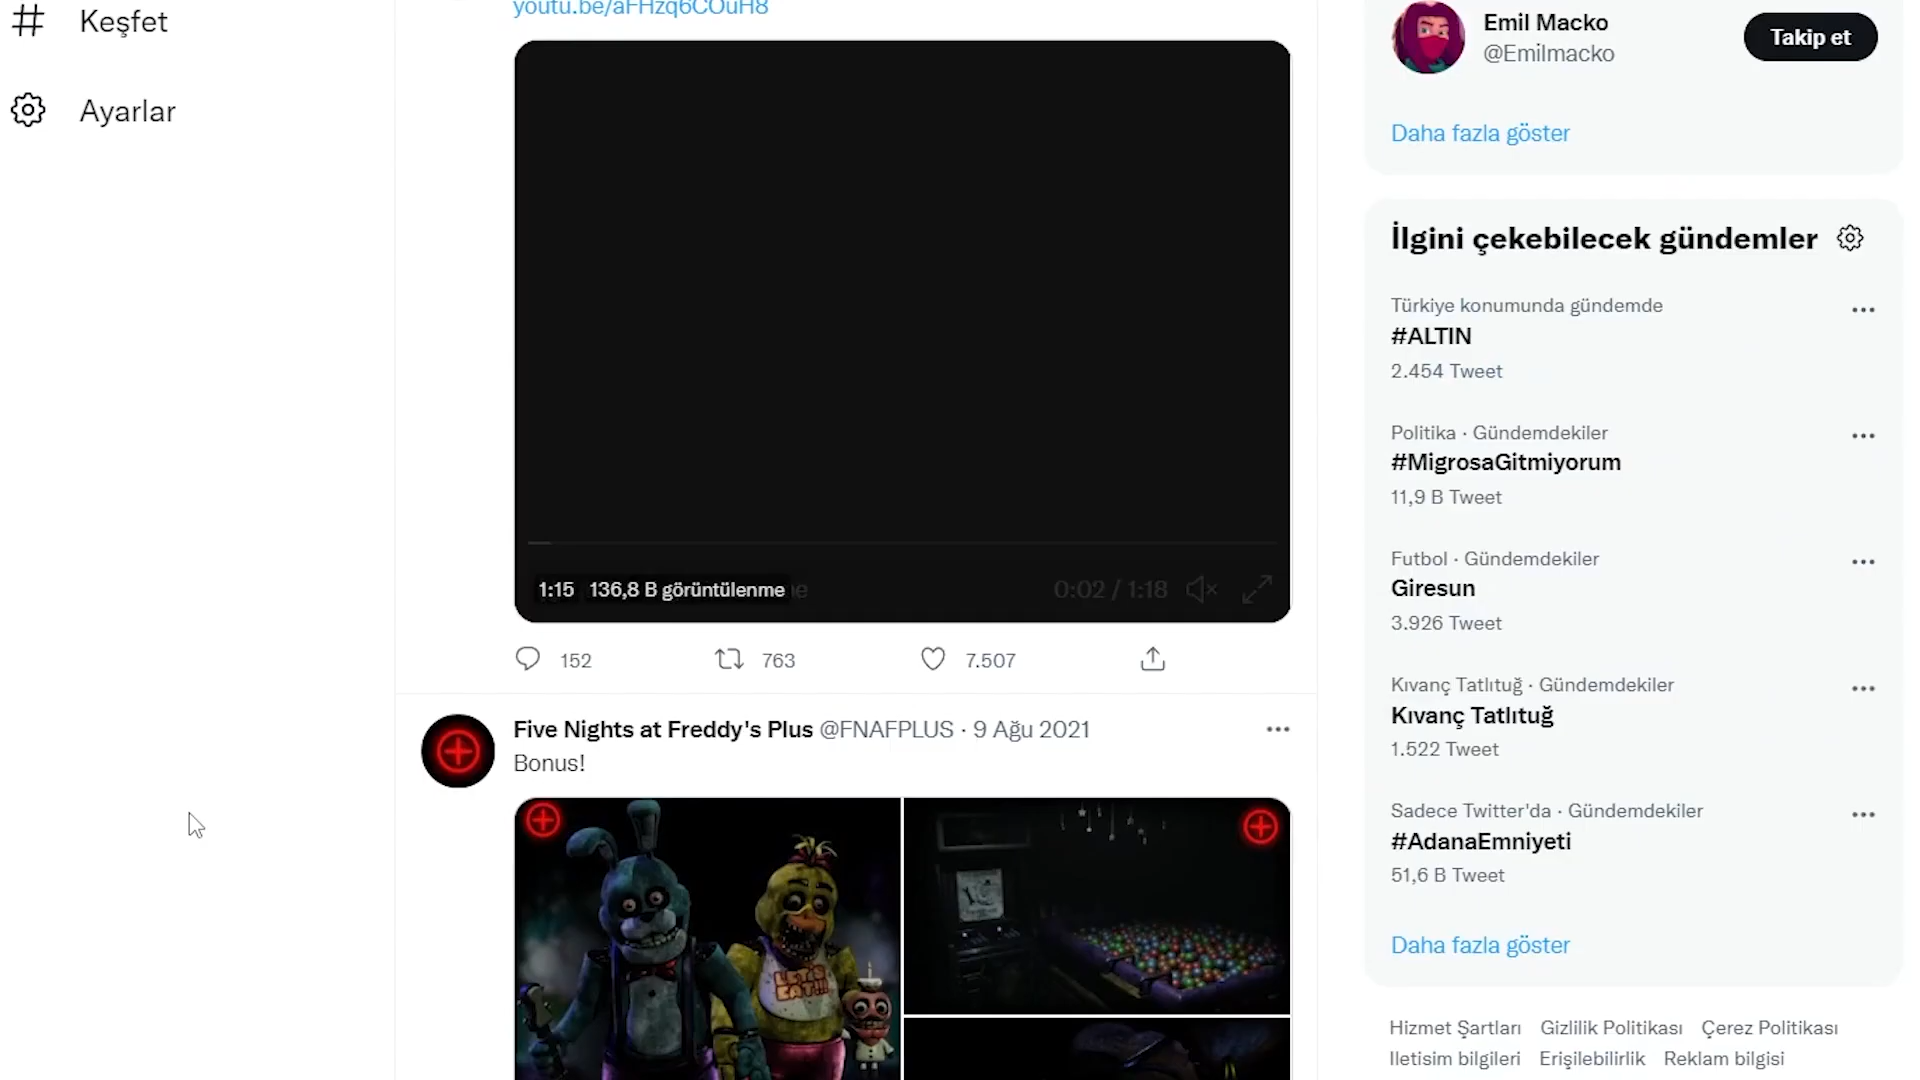 Keşfet
Ayarlar
youtu.be/aFHzq6COuH8
1:15 136,8 B görüntülenme
0:02 / 1:18
152
763
7.507
Five Nights at Freddy's Plus @FNAFPLUS · 9 Ağu 2021
Bonus!
LET'S
EAT!!!
Emil Macko
@Emilmacko
Takip et
Daha fazla göster
İlgini çekebilecek gündemler
Türkiye konumunda gündemde
#ALTIN
2.454 Tweet
Politika · Gündemdekiler
#MigrosaGitmiyorum
11,9 B Tweet
Futbol · Gündemdekiler
Giresun
3.926 Tweet
Kıvanç Tatlıtuğ · Gündemdekiler
Kıvanç Tatlıtuğ
1.522 Tweet
Sadece Twitter'da · Gündemdekiler
#AdanaEmniyeti
51,6 B Tweet
Daha fazla göster
Hizmet Şartları Gizlilik Politikası Çerez Politikası
Iletisim bilgileri Erişilebilirlik Reklam bilgisi